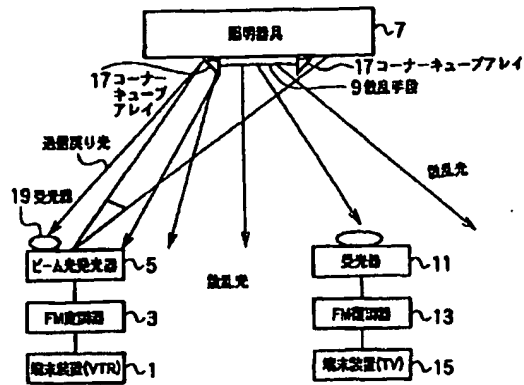 照明器具
7
17コーナー
キューブ
アレイ
17コーナーキューブアレイ
9散乱手段
送信戻り光
散乱光
19受光器
ビーム光発光器
5
散乱光
受光器
11
FM変調器
3
FM復調器
13
端末装置(VTR)
1
端末装置(TV)
15